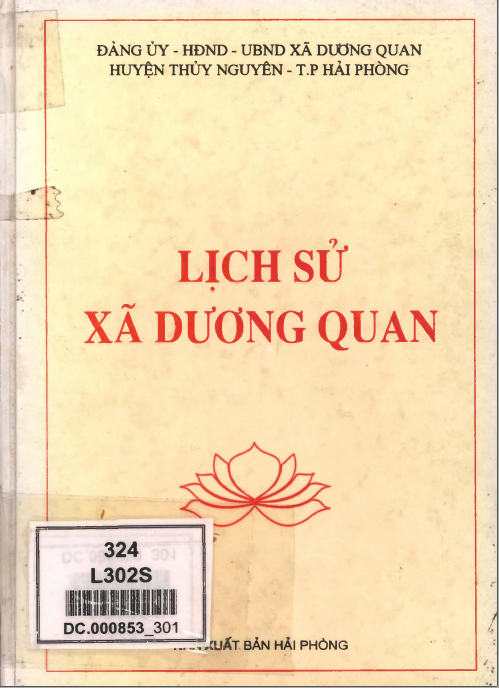 ĐẢNG ỦY - HĐND - UBND XÃ DƯƠNG QUAN
HUYỆN THỦY NGUYÊN - T.P HẢI PHÒNG
LỊCH SỬ
XÃ DƯƠNG QUAN
324
L302S
DC.000853_301
XUẤT BẢN HẢI PHÒNG